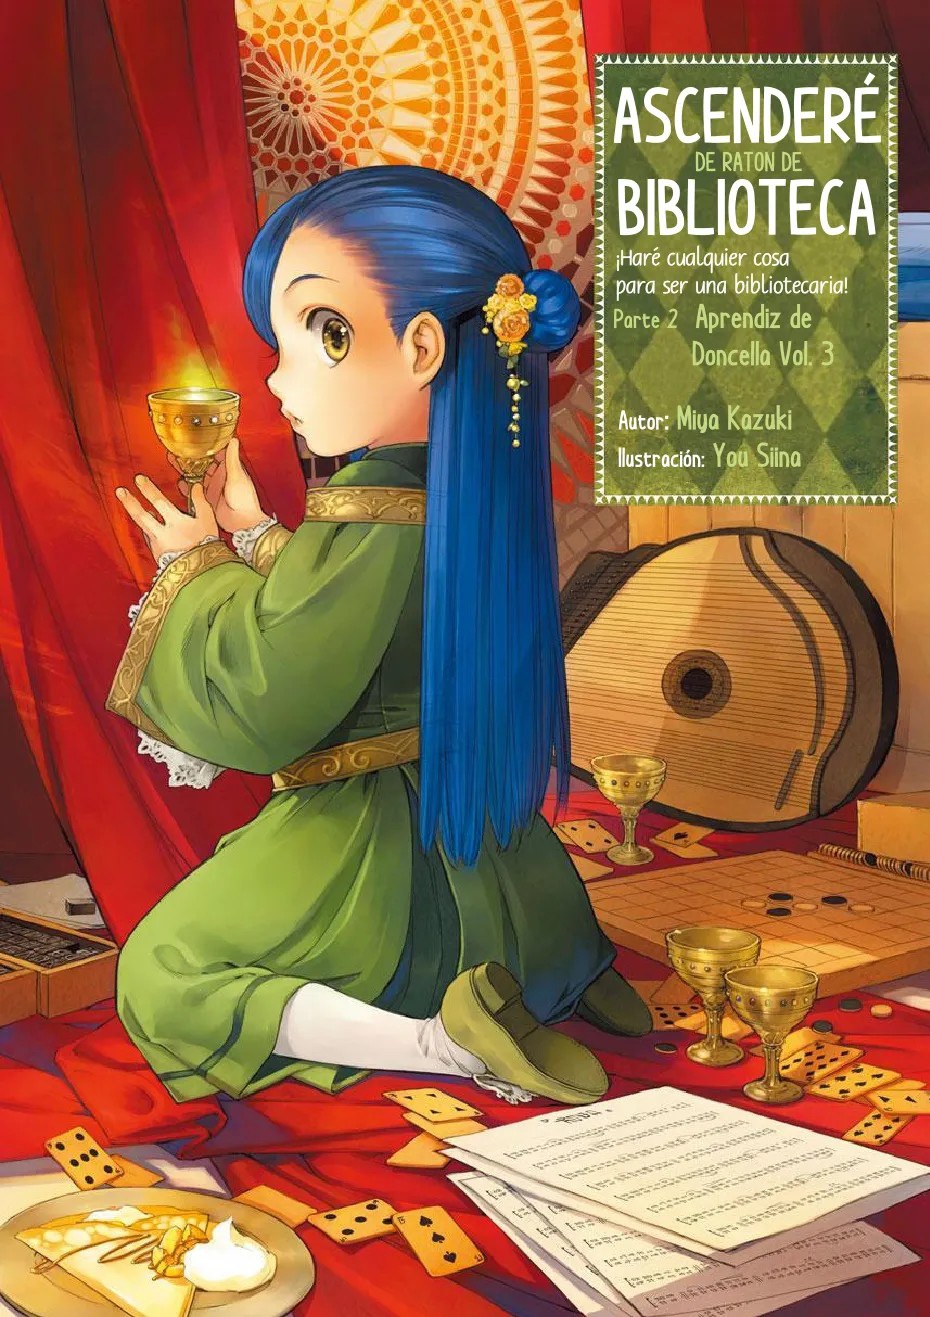 ASCENDERÉ
DE RATON DE
BIBLIOTECA
¡Haré cualquier cosa
para ser una bibliotecaria!
Parte 2 Aprendiz de
Doncella Vol. 3
Autor: Miya Kazuki
Ilustración: You Siina